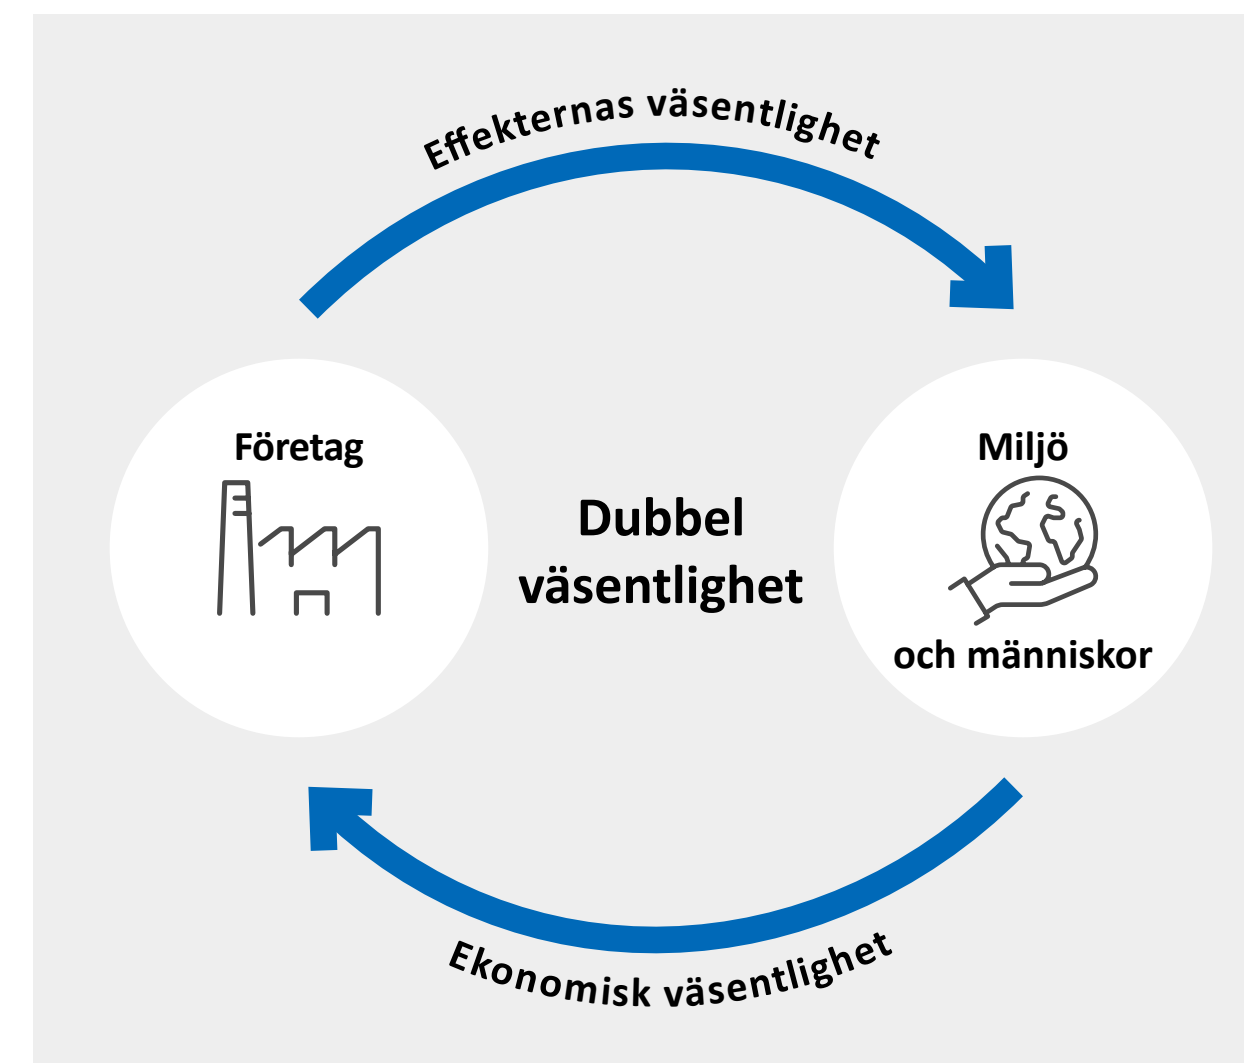 Effekternas väsentlighet
Företag
Dubbel
väsentlighet
Miljö
och människor
Ekonomisk väsentlighet